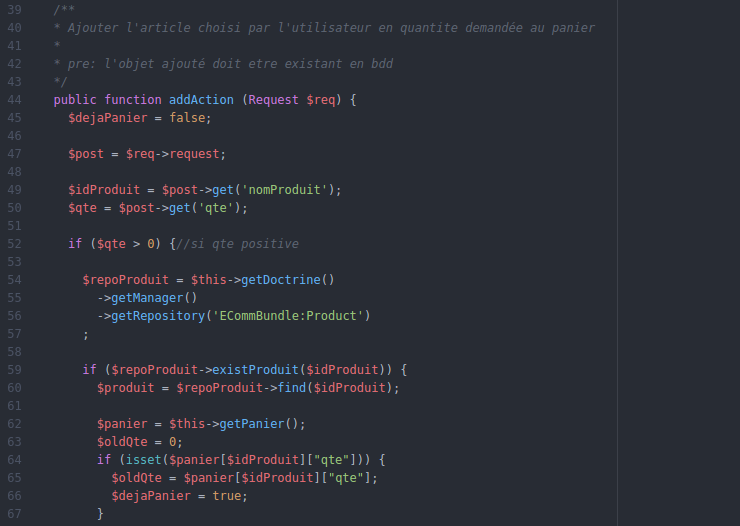 39 /**
40 * Ajouter l'article choisi par l'utilisateur en quantite demandée au panier
41 *
42 * pre: l'objet ajouté doit etre existant en bdd
43 */
44 public function addAction (Request $req) {
45 $dejaPanier = false;
46
47 $post = $req->request;
48
49 $idProduit = $post->get('nomProduit');
50 $qte = $post->get('qte');
51
52 if ($qte > 0) {//si qte positive
53
54 $repoProduit = $this->getDoctrine()
55 ->getManager()
56 ->getRepository('ECommBundle:Product')
57 ;
58
59 if ($repoProduit->existProduit($idProduit)) {
60 $produit = $repoProduit->find($idProduit);
61
62 $panier = $this->getPanier();
63 $oldQte = 0;
64 if (isset($panier[$idProduit]["qte"])) {
65 $oldQte = $panier[$idProduit]["qte"];
66 $dejaPanier = true;
67 }